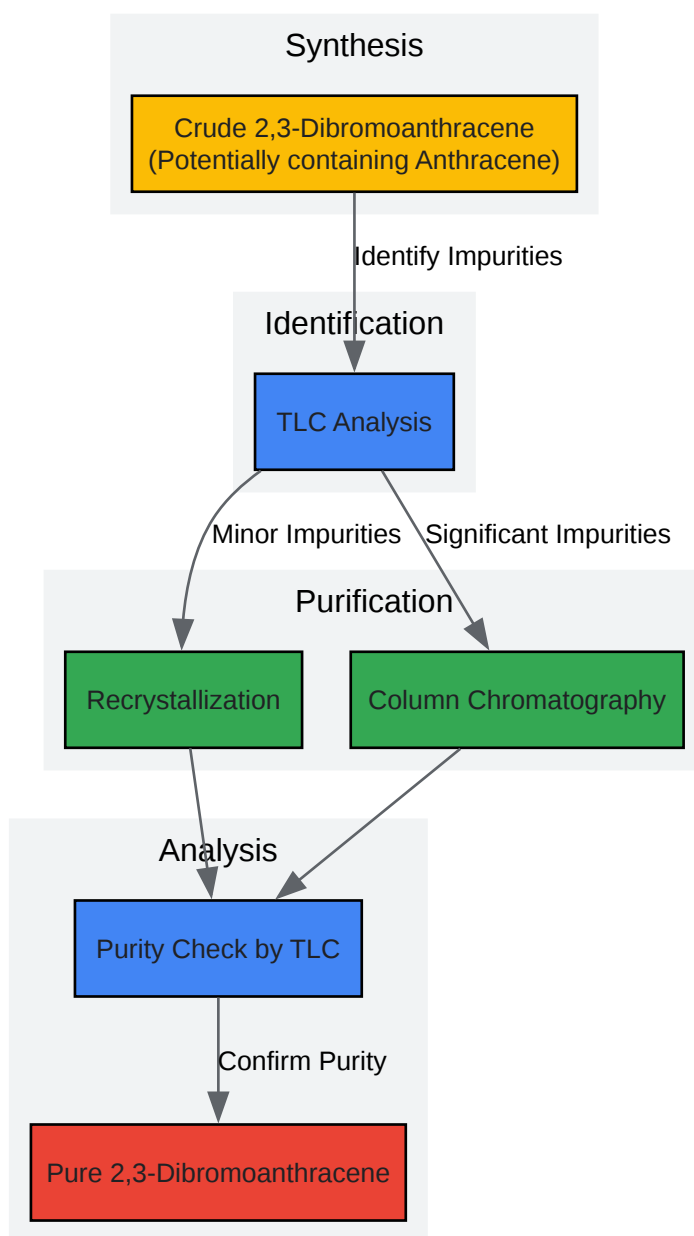 Synthesis
Crude 2,3-Dibromoanthracene
(Potentially containing Anthracene)
Identify Impurities
Identification
TLC Analysis
Minor Impurities
Significant Impurities
Purification
Recrystallization
Column Chromatography
Analysis
Purity Check by TLC
Confirm Purity
Pure 2,3-Dibromoanthracene